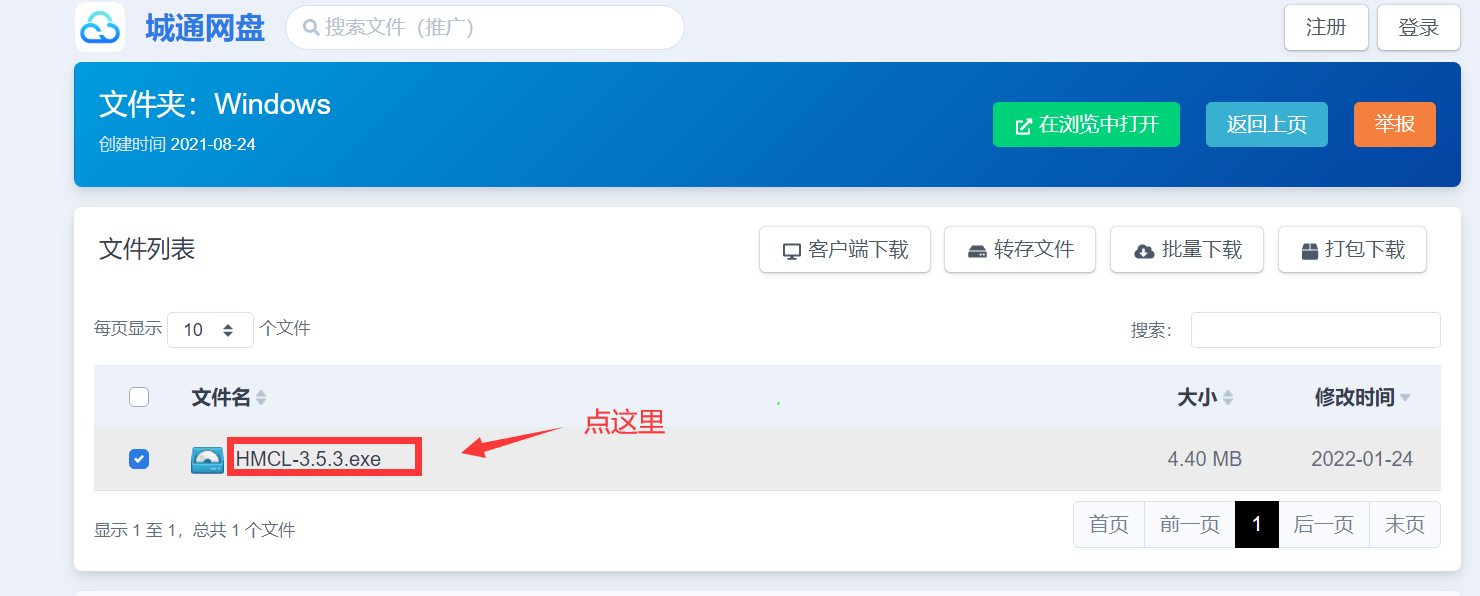 城通网盘 搜索文件（推广） 注册 登录
文件夹：Windows
创建时间 2021-08-24
在浏览中打开 返回上页 举报
文件列表 客户端下载 转存文件 批量下载 打包下载
每页显示 10 个文件 搜索：
文件名 大小 修改时间
点这里
HMCL-3.5.3.exe 4.40 MB 2022-01-24
显示 1 至 1，总共 1 个文件 首页 前一页 1 后一页 末页